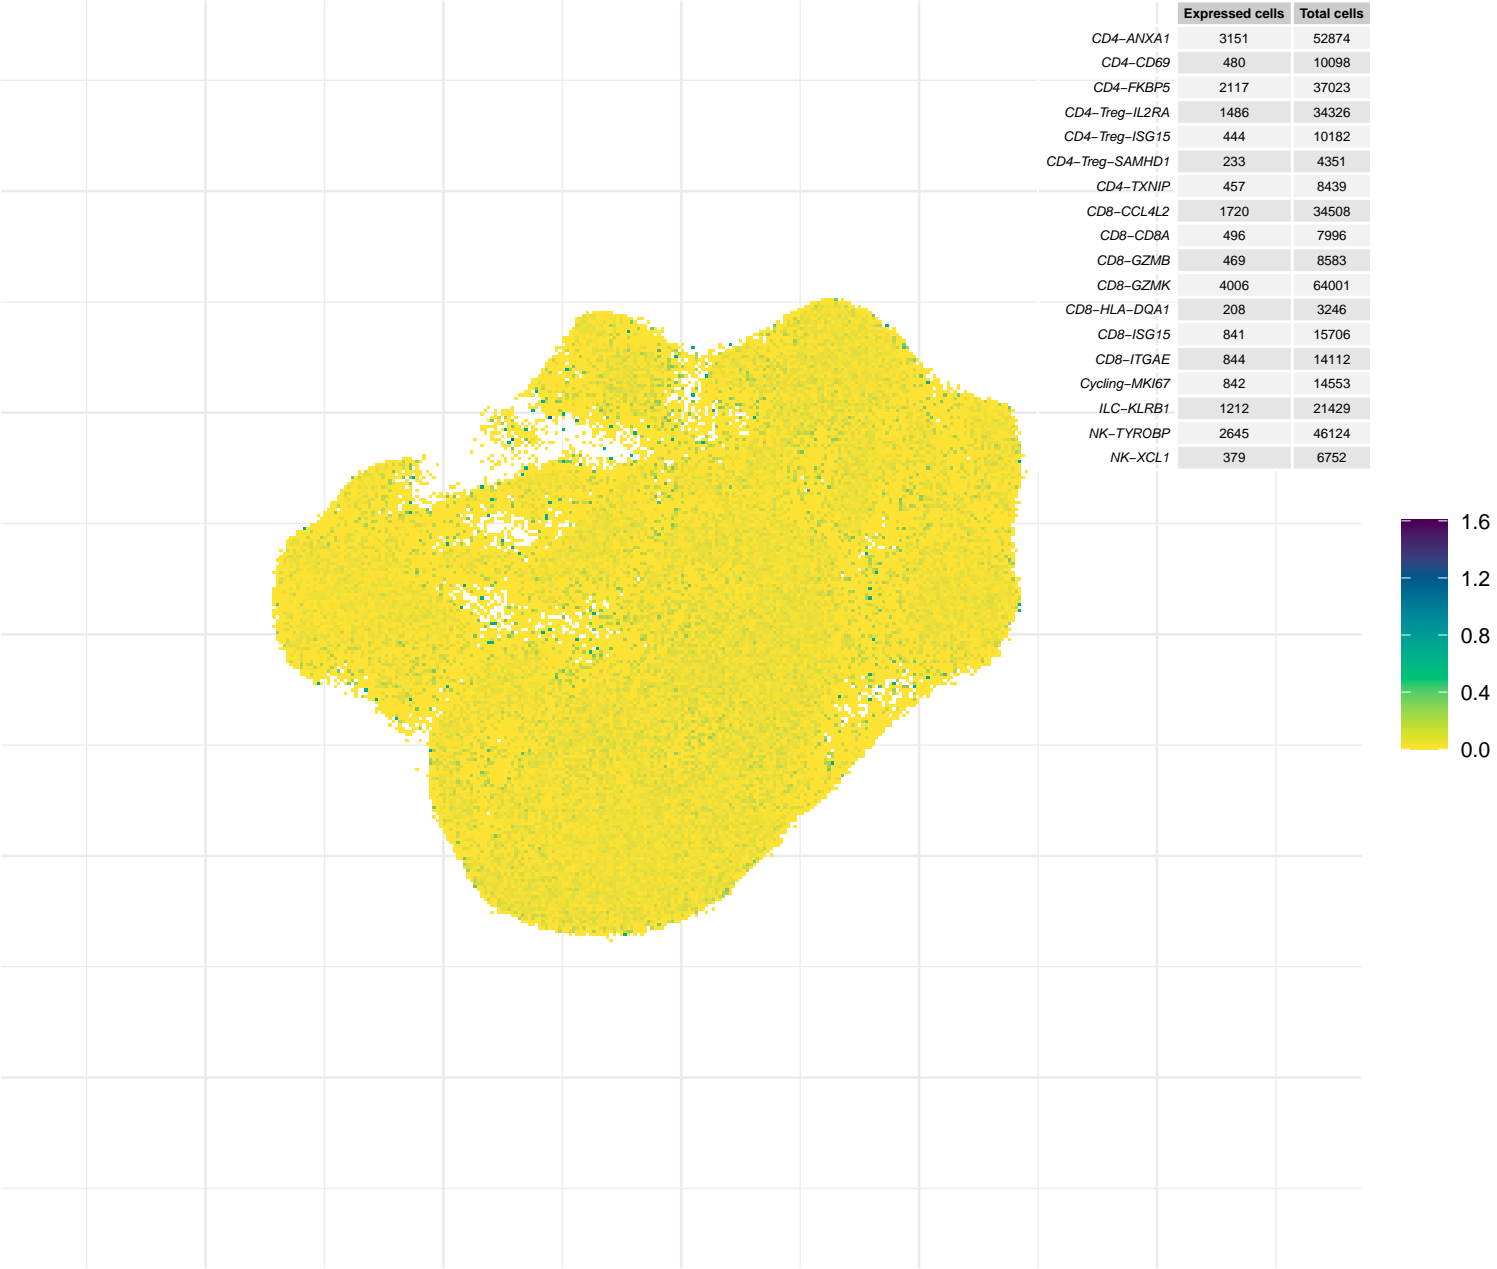 Expressed cells Total cells
CD4−ANXA1 3151 52874
CD4−CD69 480 10098
CD4−FKBP5 2117 37023
CD4−Treg−IL2RA 1486 34326
CD4−Treg−ISG15 444 10182
CD4−Treg−SAMHD1 233 4351
CD4−TXNIP 457 8439
CD8−CCL4L2 1720 34508
CD8−CD8A 496 7996
CD8−GZMB 469 8583
CD8−GZMK 4006 64001
CD8−HLA−DQA1 208 3246
CD8−ISG15 841 15706
CD8−ITGAE 844 14112
Cycling−MKI67 842 14553
ILC−KLRB1 1212 21429
NK−TYROBP 2645 46124
NK−XCL1 379 6752
1.6
1.2
0.8
0.4
0.0